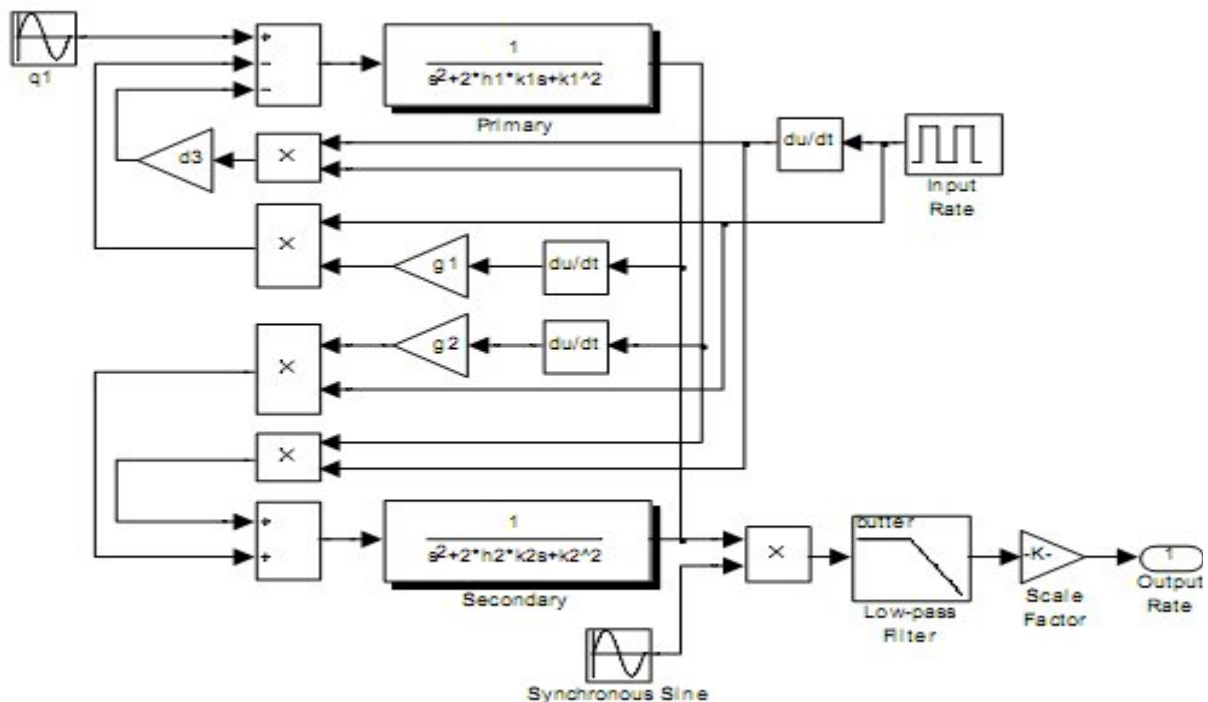 q1
+
−
−
1
s²+2*h1*k1s+k1^2
Primary
d3
×
du/dt
Input
Rate
×
g1
du/dt
×
g2
du/dt
×
+
+
1
s²+2*h2*k2s+k2^2
Secondary
×
butter
Low-pass
Filter
-K-
Scale
Factor
1
Output
Rate
Synchronous Sine